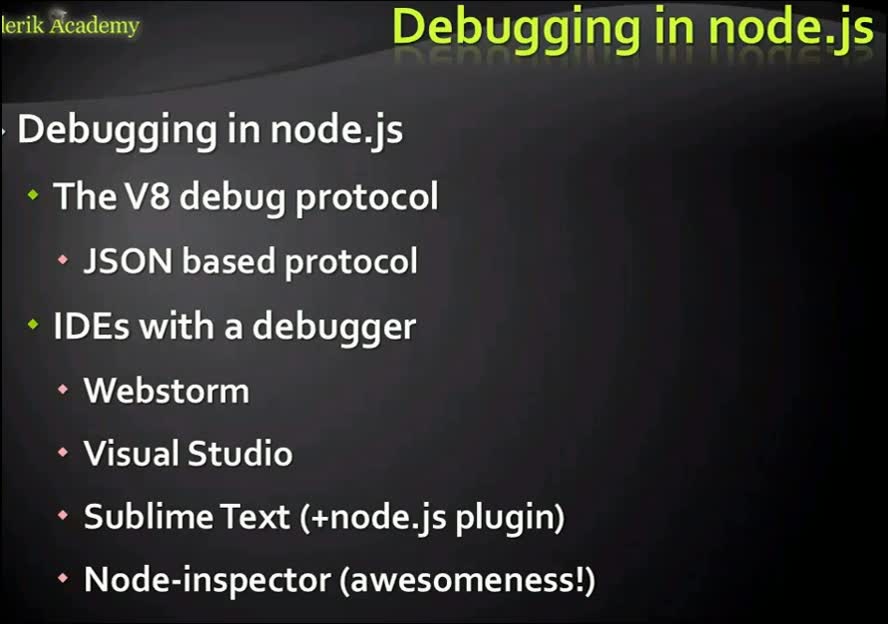 lerik Academy
Debugging in node.js
Debugging in node.js
The V8 debug protocol
JSON based protocol
IDEs with a debugger
Webstorm
Visual Studio
Sublime Text (+node.js plugin)
Node-inspector (awesomeness!)